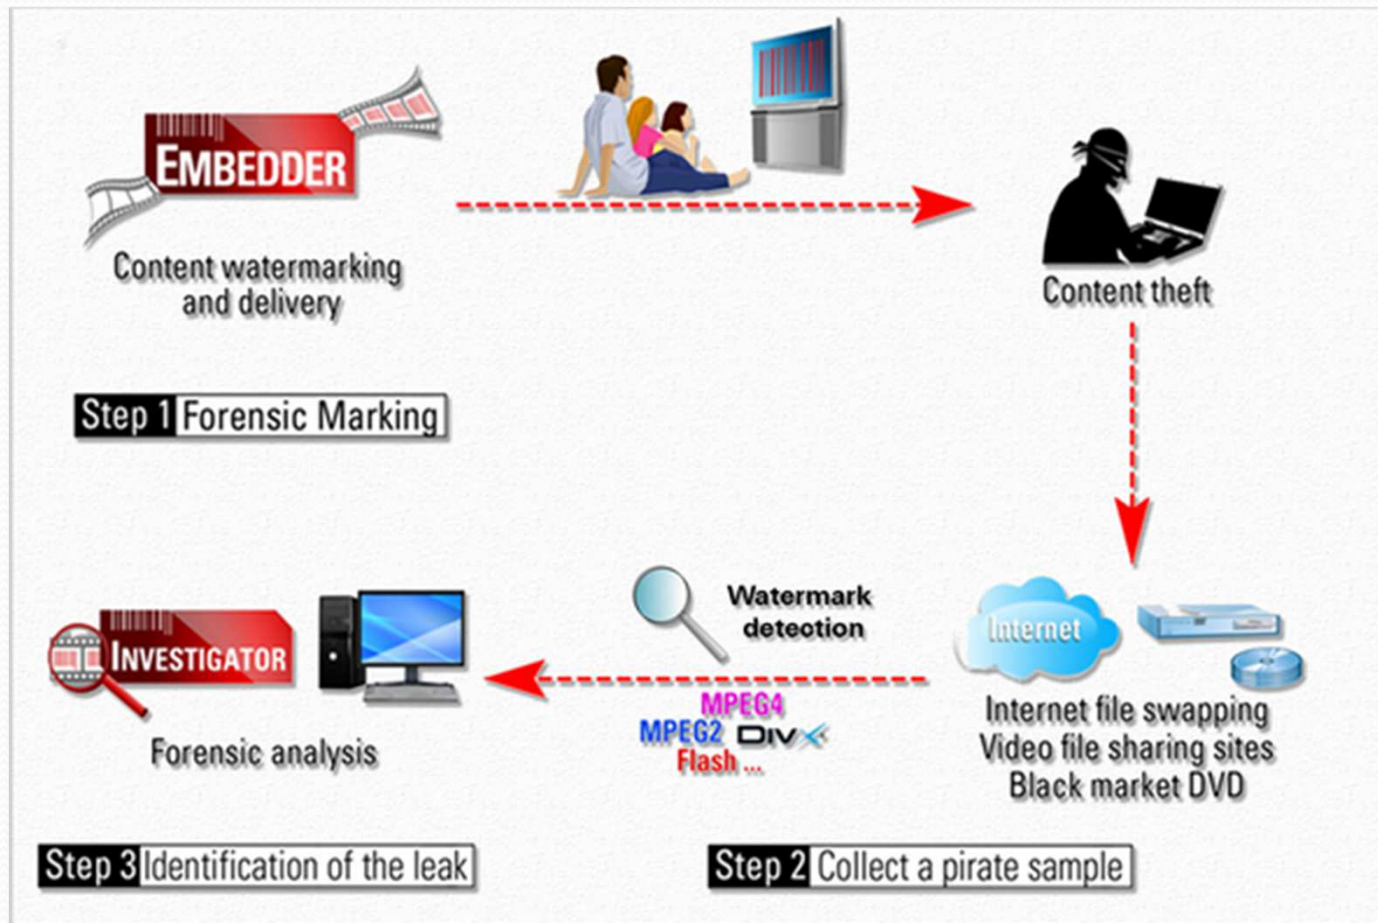 EMBEDDER
Content watermarking
and delivery
Content theft
Step 1 Forensic Marking
INVESTIGATOR
Forensic analysis
Watermark
detection
MPEG4
MPEG2 DIVX
Flash ...
Internet
Internet file swapping
Video file sharing sites
Black market DVD
Step 3 Identification of the leak
Step 2 Collect a pirate sample